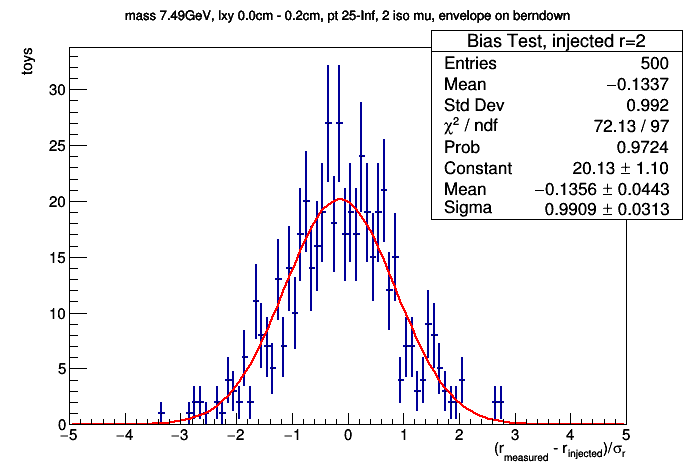 mass 7.49GeV, lxy 0.0cm - 0.2cm, pt 25-Inf, 2 iso mu, envelope on berndown
Bias Test, injected r=2
Entries 500
Mean −0.1337
Std Dev 0.992
χ² / ndf 72.13 / 97
Prob 0.9724
Constant 20.13 ± 1.10
Mean −0.1356 ± 0.0443
Sigma 0.9909 ± 0.0313
toys
30
25
20
15
10
5
0
−5 −4 −3 −2 −1 0 1 2 3 4 5
(r_measured - r_injected)/σ_r